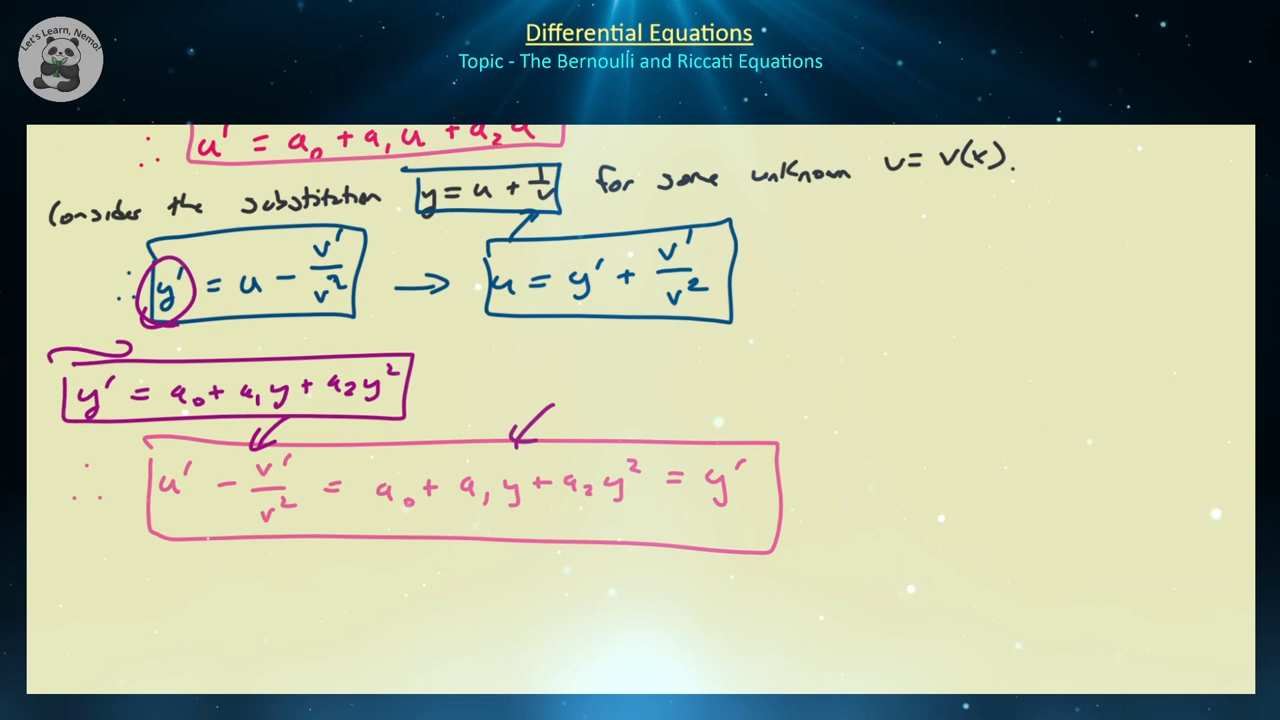 Let's Learn, Nemo!
Differential Equations
Topic - The Bernoulli and Riccati Equations
∴ u' = a₀ + a₁u + a₂u
Consider the substitution y = u + 1/v for some unknown v = v(x).
∴ y' = u - v'/v² → u = y' + v'/v²
y' = a₀ + a₁y + a₂y²
∴ u' - v'/v² = a₀ + a₁y + a₂y² = y'